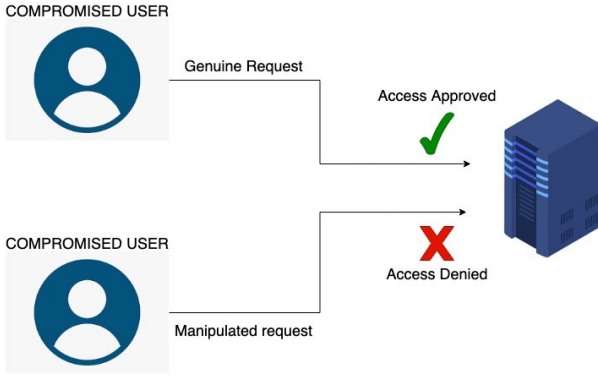 COMPROMISED USER
Genuine Request
Access Approved
COMPROMISED USER
Access Denied
Manipulated request